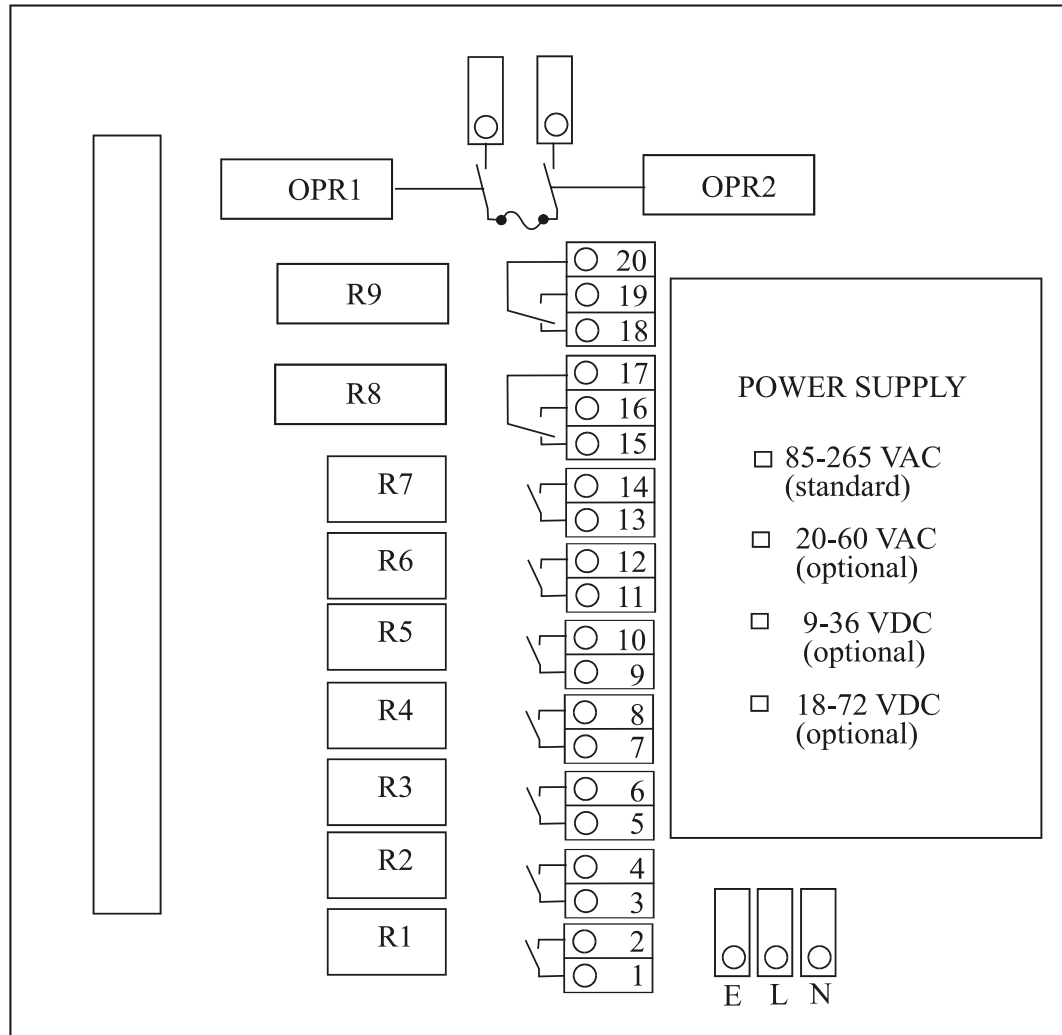 OPR1
OPR2
R9
20
19
18
R8
17
16
15
R7
14
13
R6
12
11
R5
10
9
R4
8
7
R3
6
5
R2
4
3
R1
2
1
POWER SUPPLY
85-265 VAC
(standard)
20-60 VAC
(optional)
9-36 VDC
(optional)
18-72 VDC
(optional)
E L N